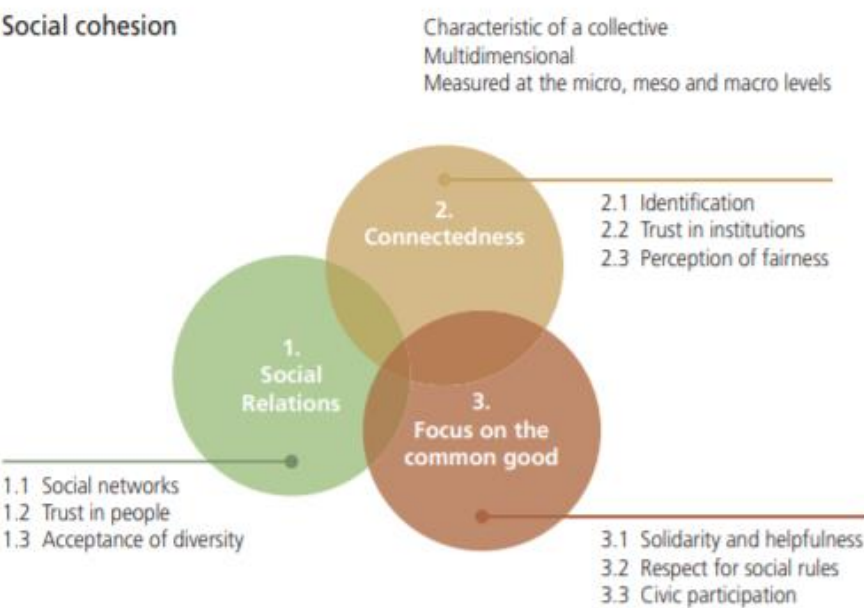 Social cohesion
Characteristic of a collective
Multidimensional
Measured at the micro, meso and macro levels
2.
Connectedness
2.1 Identification
2.2 Trust in institutions
2.3 Perception of fairness
1.
Social
Relations
1.1 Social networks
1.2 Trust in people
1.3 Acceptance of diversity
3.
Focus on the
common good
3.1 Solidarity and helpfulness
3.2 Respect for social rules
3.3 Civic participation